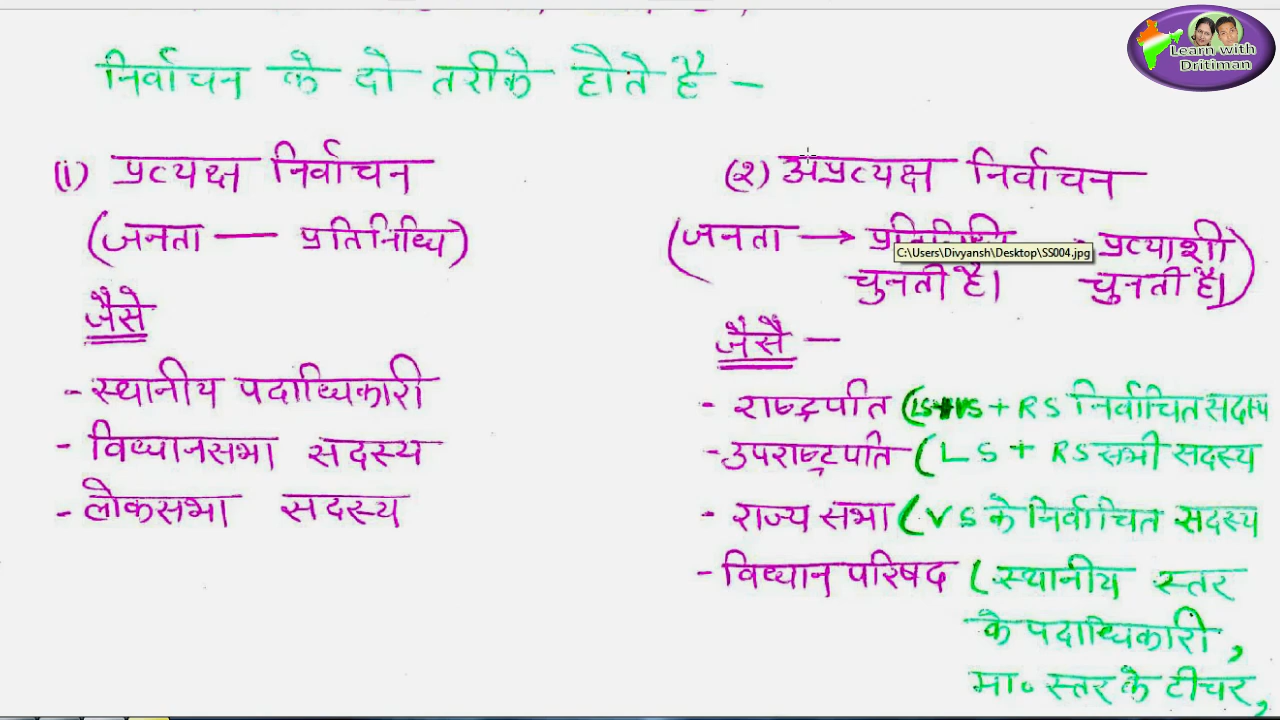 Learn with
Dritiman
निर्वाचन के दो तरीके होते है -
(i) प्रत्यक्ष निर्वाचन
(जनता — प्रतिनिधि)
जैसे
- स्थानीय पदाधिकारी
- विधानसभा सदस्य
- लोकसभा सदस्य
(२) अप्रत्यक्ष निर्वाचन
(जनता → प्रत्याशी)
C:\Users\Divyansh\Desktop\SS004.jpg
चुनती है। चुनती है।
जैसै -
- राष्ट्रपति (LS+VS + RS निर्वाचित सदस्य
- उपराष्ट्रपति (LS + RS सभी सदस्य
- राज्य सभा (VS के निर्वाचित सदस्य
- विधान परिषद (स्थानीय स्तर
के पदाधिकारी,
मा० स्तर के टीचर,